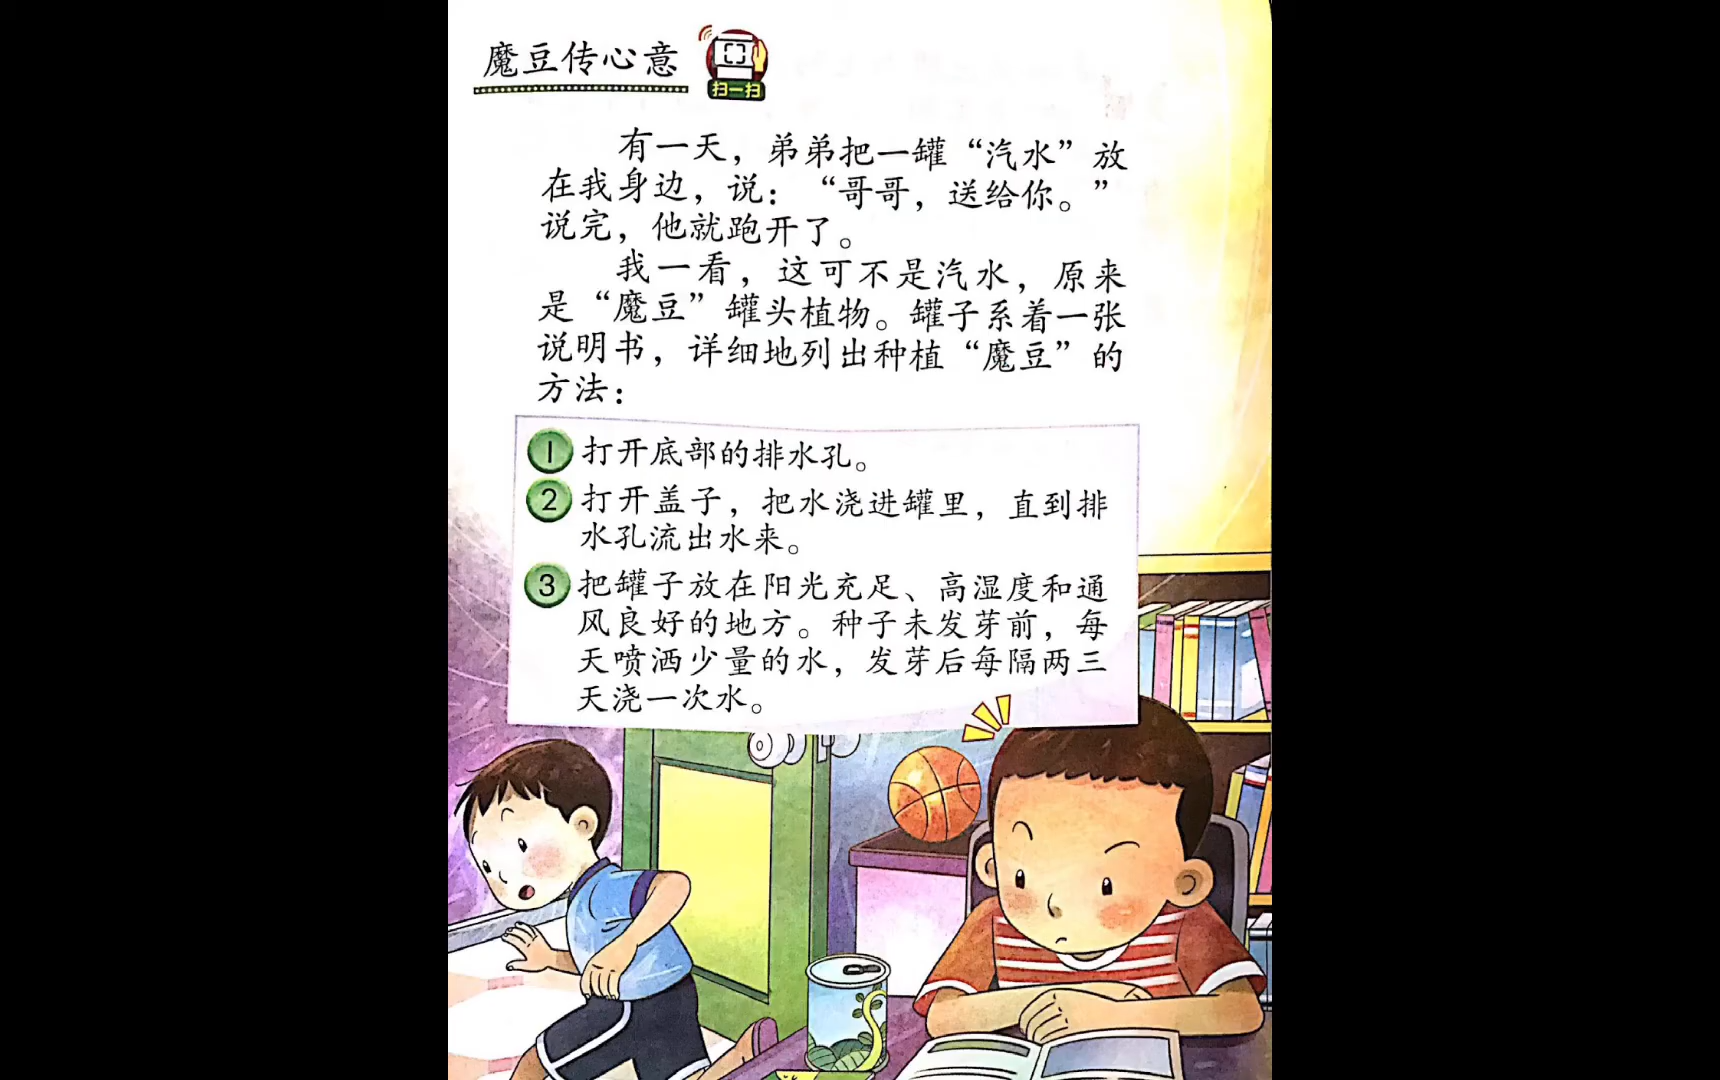 魔豆传心意
扫一扫
有一天，弟弟把一罐“汽水”放
在我身边，说：“哥哥，送给你。”
说完，他就跑开了。
我一看，这可不是汽水，原来
是“魔豆”罐头植物。罐子系着一张
说明书，详细地列出种植“魔豆”的
方法：
1 打开底部的排水孔。
2 打开盖子，把水浇进罐里，直到排
水孔流出水来。
3 把罐子放在阳光充足、高湿度和通
风良好的地方。种子未发芽前，每
天喷洒少量的水，发芽后每隔两三
天浇一次水。